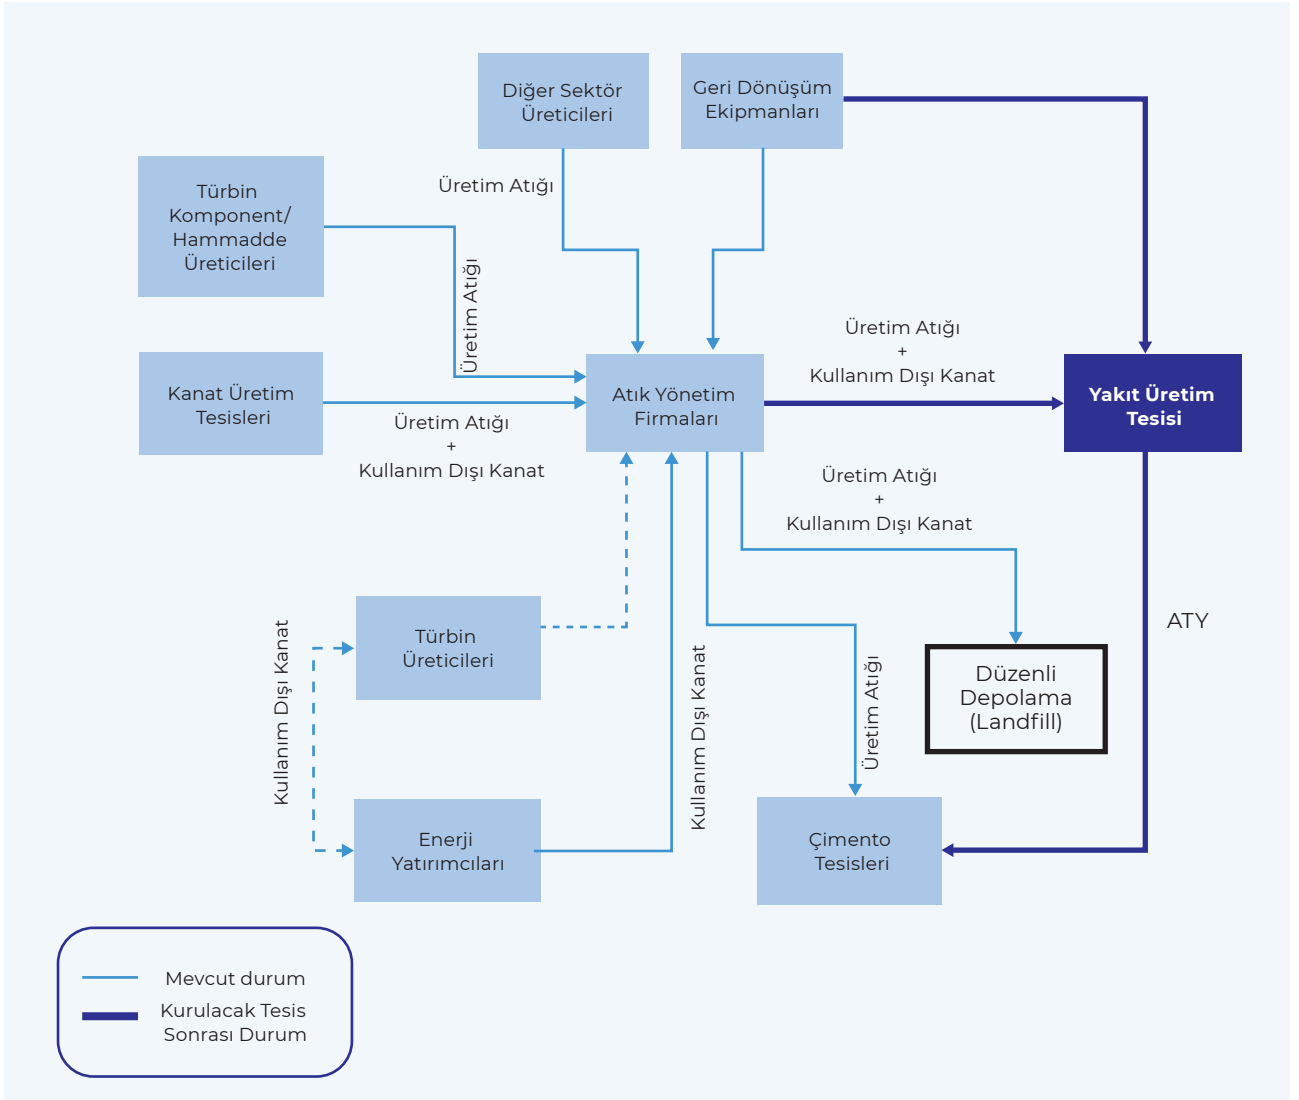 Diğer Sektör
Üreticileri
Geri Dönüşüm
Ekipmanları
Üretim Atığı
Türbin
Komponent/
Hammadde
Üreticileri
Üretim Atığı
Üretim Atığı
+
Kullanım Dışı Kanat
Kanat Üretim
Tesisleri
Atık Yönetim
Firmaları
Yakıt Üretim
Tesisi
Üretim Atığı
+
Kullanım Dışı Kanat
Üretim Atığı
+
Kullanım Dışı Kanat
Türbin
Üreticileri
Kullanım Dışı Kanat
Kullanım Dışı Kanat
Üretim Atığı
ATY
Düzenli
Depolama
(Landfill)
Enerji
Yatırımcıları
Çimento
Tesisleri
Mevcut durum
Kurulacak Tesis
Sonrası Durum